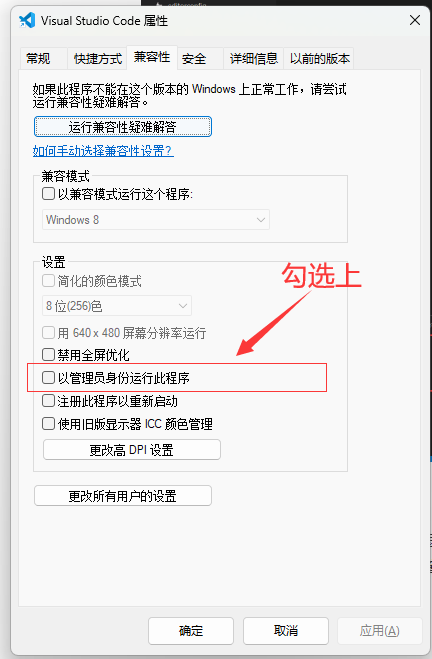 Visual Studio Code 属性
常规
快捷方式
兼容性
安全
详细信息
以前的版本
如果此程序不能在这个版本的 Windows 上正常工作，请尝试
运行兼容性疑难解答。
运行兼容性疑难解答
如何手动选择兼容性设置？
兼容模式
以兼容模式运行这个程序:
Windows 8
设置
勾选上
简化的颜色模式
8 位(256)色
用 640 x 480 屏幕分辨率运行
禁用全屏优化
以管理员身份运行此程序
注册此程序以重新启动
使用旧版显示器 ICC 颜色管理
更改高 DPI 设置
更改所有用户的设置
确定
取消
应用(A)